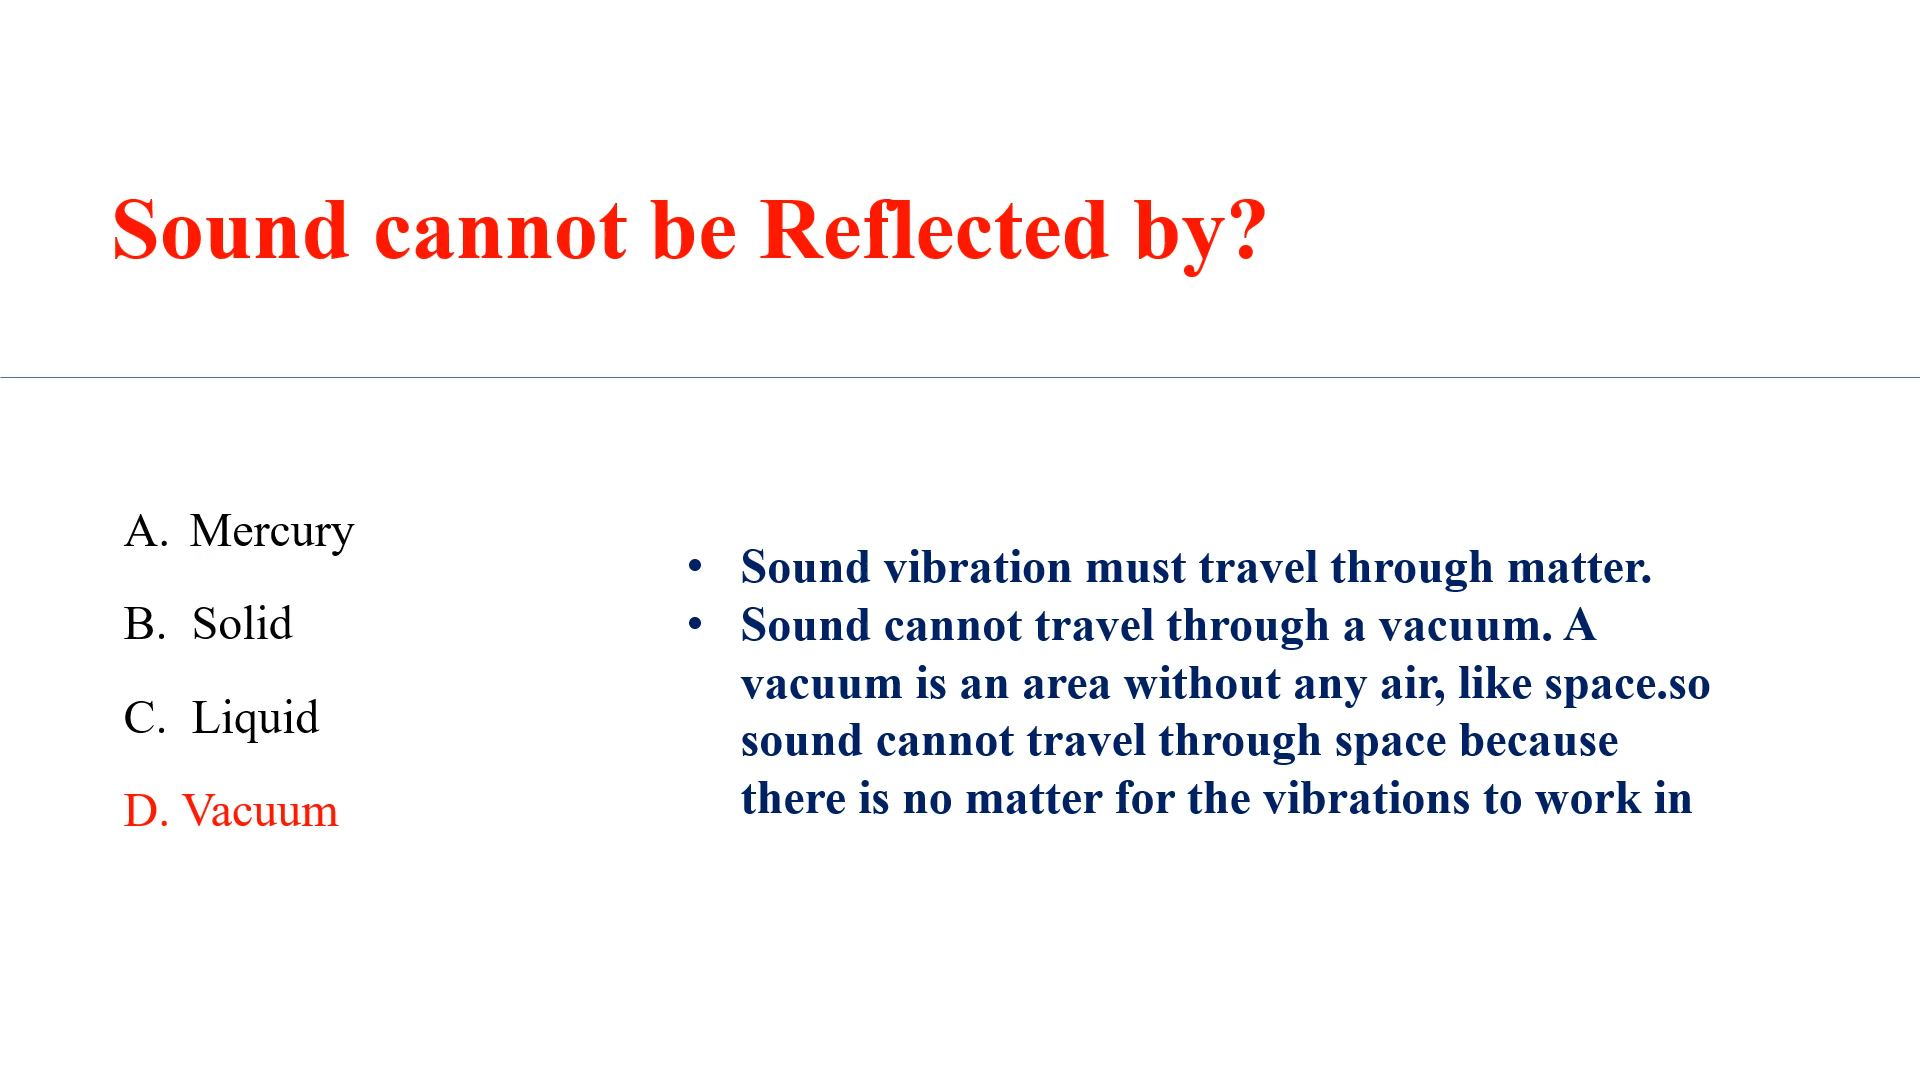 Sound cannot be Reflected by?
A. Mercury
B. Solid
C. Liquid
D. Vacuum
• Sound vibration must travel through matter.
• Sound cannot travel through a vacuum. A
vacuum is an area without any air, like space.so
sound cannot travel through space because
there is no matter for the vibrations to work in